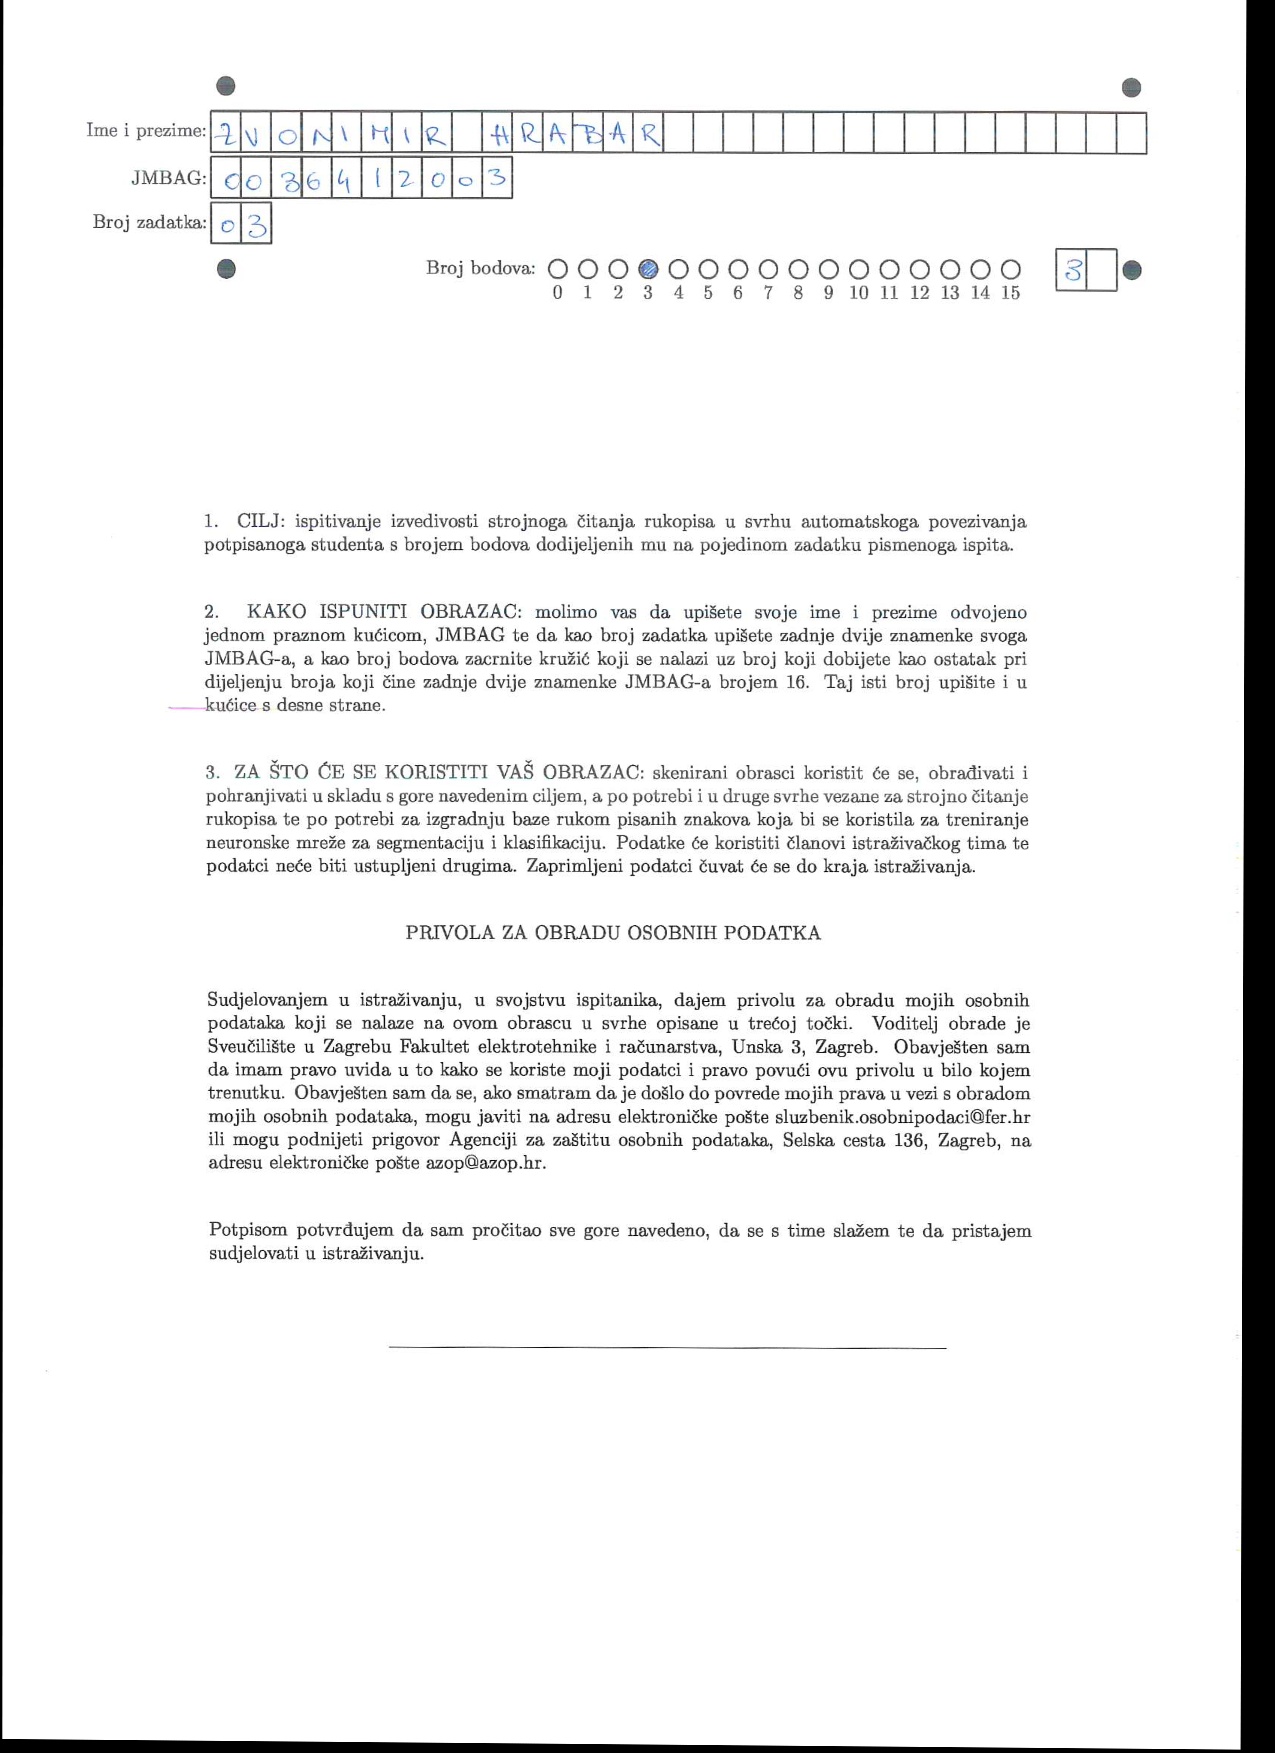 Ime i prezime: ZVONIMIR HRABAR
JMBAG: 0036412003
Broj zadatka: 03
Broj bodova: 3
0 1 2 3 4 5 6 7 8 9 10 11 12 13 14 15
1. CILJ: ispitivanje izvedivosti strojnoga čitanja rukopisa u svrhu automatskoga povezivanja
potpisanoga studenta s brojem bodova dodijeljenih mu na pojedinom zadatku pismenoga ispita.
2. KAKO ISPUNITI OBRAZAC: molimo vas da upišete svoje ime i prezime odvojeno
jednom praznom kućicom, JMBAG te da kao broj zadatka upišete zadnje dvije znamenke svoga
JMBAG-a, a kao broj bodova zacrnite kružić koji se nalazi uz broj koji dobijete kao ostatak pri
dijeljenju broja koji čine zadnje dvije znamenke JMBAG-a brojem 16. Taj isti broj upišite i u
kućice s desne strane.
3. ZA ŠTO ĆE SE KORISTITI VAŠ OBRAZAC: skenirani obrasci koristit će se, obrađivati i
pohranjivati u skladu s gore navedenim ciljem, a po potrebi i u druge svrhe vezane za strojno čitanje
rukopisa te po potrebi za izgradnju baze rukom pisanih znakova koja bi se koristila za treniranje
neuronske mreže za segmentaciju i klasifikaciju. Podatke će koristiti članovi istraživačkog tima te
podatci neće biti ustupljeni drugima. Zaprimljeni podatci čuvat će se do kraja istraživanja.
PRIVOLA ZA OBRADU OSOBNIH PODATKA
Sudjelovanjem u istraživanju, u svojstvu ispitanika, dajem privolu za obradu mojih osobnih
podataka koji se nalaze na ovom obrascu u svrhe opisane u trećoj točki. Voditelj obrade je
Sveučilište u Zagrebu Fakultet elektrotehnike i računarstva, Unska 3, Zagreb. Obavješten sam
da imam pravo uvida u to kako se koriste moji podatci i pravo povući ovu privolu u bilo kojem
trenutku. Obavješten sam da se, ako smatram da je došlo do povrede mojih prava u vezi s obradom
mojih osobnih podataka, mogu javiti na adresu elektroničke pošte sluzbenik.osobnipodaci@fer.hr
ili mogu podnijeti prigovor Agenciji za zaštitu osobnih podataka, Selska cesta 136, Zagreb, na
adresu elektroničke pošte azop@azop.hr.
Potpisom potvrđujem da sam pročitao sve gore navedeno, da se s time slažem te da pristajem
sudjelovati u istraživanju.